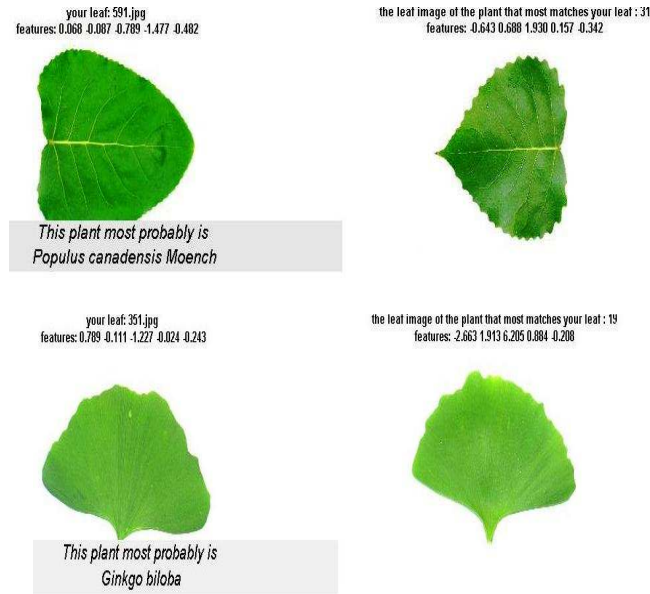 your leaf: 591.jpg
features: 0.068 -0.087 -0.789 -1.477 -0.482
the leaf image of the plant that most matches your leaf : 31
features: -0.643 0.688 1.930 0.157 -0.342
This plant most probably is
Populus canadensis Moench
your leaf: 351.jpg
features: 0.789 -0.111 -1.227 -0.024 -0.243
the leaf image of the plant that most matches your leaf : 19
features: -2.663 1.913 6.205 0.884 -0.208
This plant most probably is
Ginkgo biloba